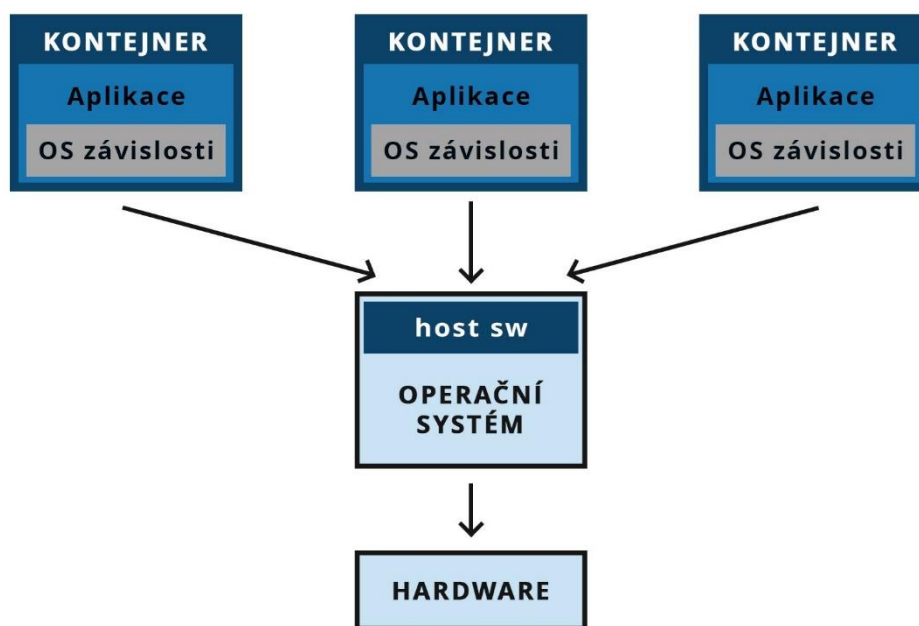 KONTEJNER
Aplikace
OS závislosti
KONTEJNER
Aplikace
OS závislosti
KONTEJNER
Aplikace
OS závislosti
host sw
OPERAČNÍ
SYSTÉM
HARDWARE